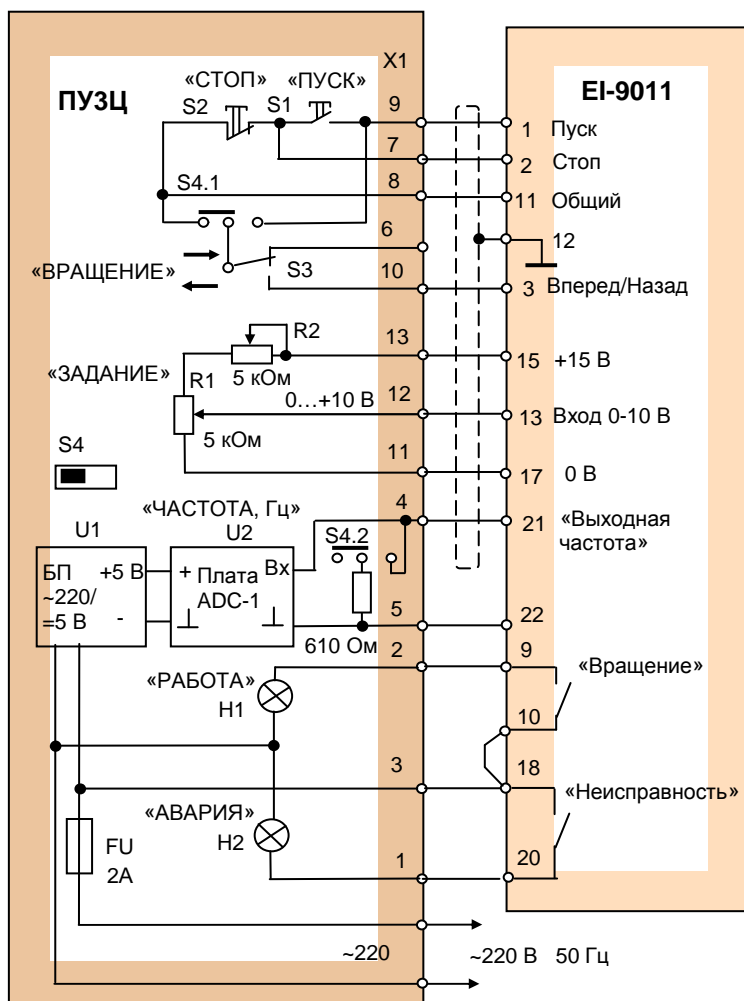 ПУЗЦ
X1
EI-9011
«СТОП» «ПУСК»
S2 S1 9
1 Пуск
7
2 Стоп
S4.1 8
11 Общий
6
12
«ВРАЩЕНИЕ» S3 10
3 Вперед/Назад
R2 13
5 кОм
15 +15 В
«ЗАДАНИЕ»
R1 0...+10 В 12
13 Вход 0-10 В
5 кОм
11
17 0 В
S4
«ЧАСТОТА, Гц» 4
21 «Выходная
частота»
U1 U2 S4.2
БП +5 В
~220/
=5 В -
+ Плата Вх
ADC-1
⊥ ⊥
610 Ом
5
22
2
9 «Вращение»
«РАБОТА»
H1
10
3
18
«Неисправность»
«АВАРИЯ»
H2
FU
2А
1
20
~220
~220 В 50 Гц